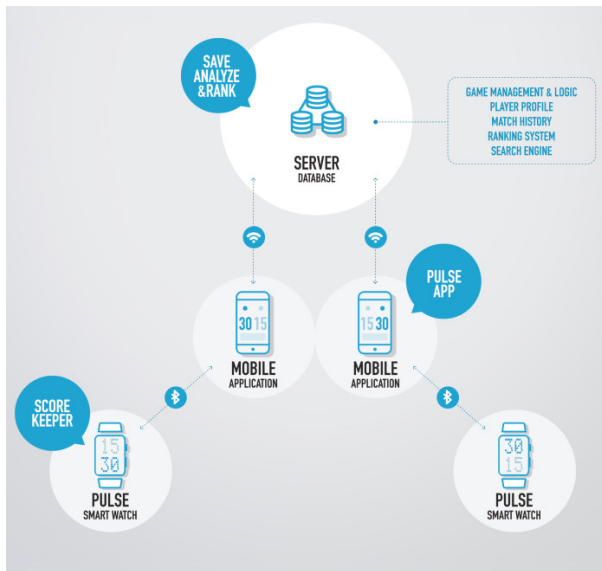 SAVE
ANALYZE
&RANK
SERVER
DATABASE
GAME MANAGEMENT & LOGIC
PLAYER PROFILE
MATCH HISTORY
RANKING SYSTEM
SEARCH ENGINE
PULSE
APP
30 15
MOBILE
APPLICATION
15 30
MOBILE
APPLICATION
SCORE
KEEPER
15
30
PULSE
SMART WATCH
30
15
PULSE
SMART WATCH